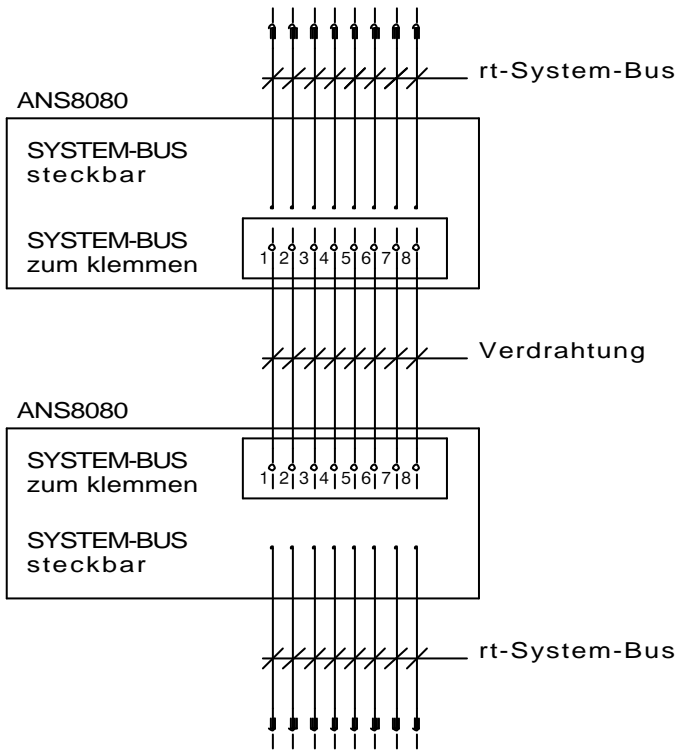 rt-System-Bus
ANS8080
SYSTEM-BUS
steckbar
SYSTEM-BUS
zum klemmen
1 2 3 4 5 6 7 8
Verdrahtung
ANS8080
SYSTEM-BUS
zum klemmen
1 2 3 4 5 6 7 8
SYSTEM-BUS
steckbar
rt-System-Bus